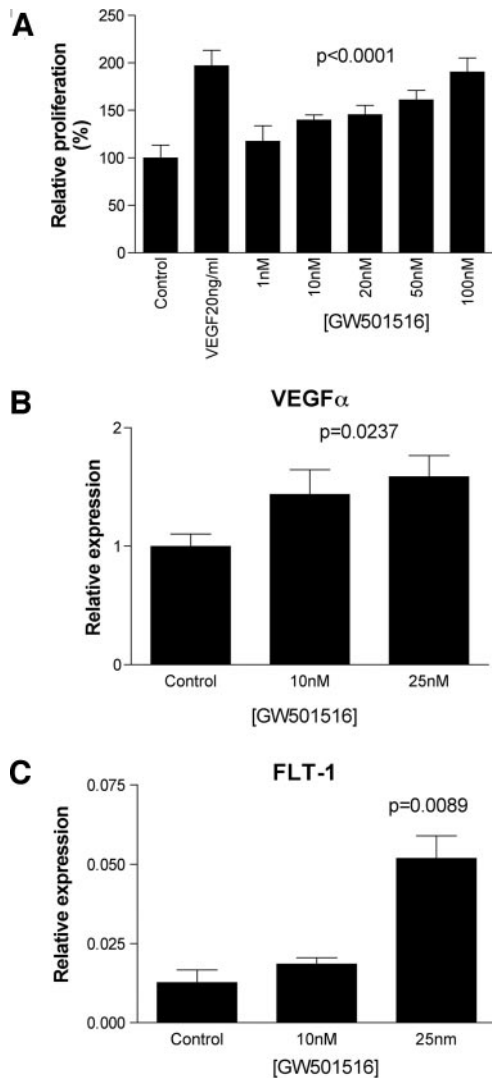 A
Relative proliferation
(%)
250
200
150
100
50
0
p<0.0001
Control
VEGF20ng/ml
1nM
10nM
20nM
50nM
100nM
[GW501516]
B
VEGFα
p=0.0237
Relative expression
2
1
0
Control 10nM 25nM
[GW501516]
C
FLT-1
p=0.0089
Relative expression
0.075
0.050
0.025
0.000
Control 10nM 25nm
[GW501516]